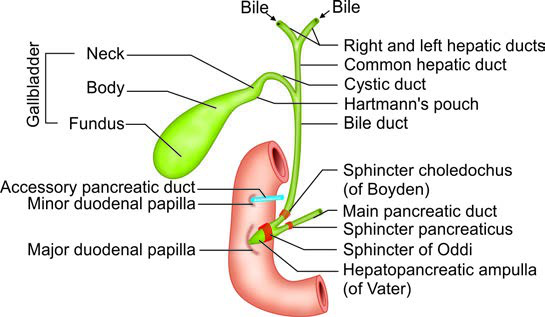 Bile
Bile
Right and left hepatic ducts
Common hepatic duct
Cystic duct
Hartmann's pouch
Bile duct
Gallbladder
Neck
Body
Fundus
Accessory pancreatic duct
Minor duodenal papilla
Major duodenal papilla
Sphincter choledochus
(of Boyden)
Main pancreatic duct
Sphincter pancreaticus
Sphincter of Oddi
Hepatopancreatic ampulla
(of Vater)